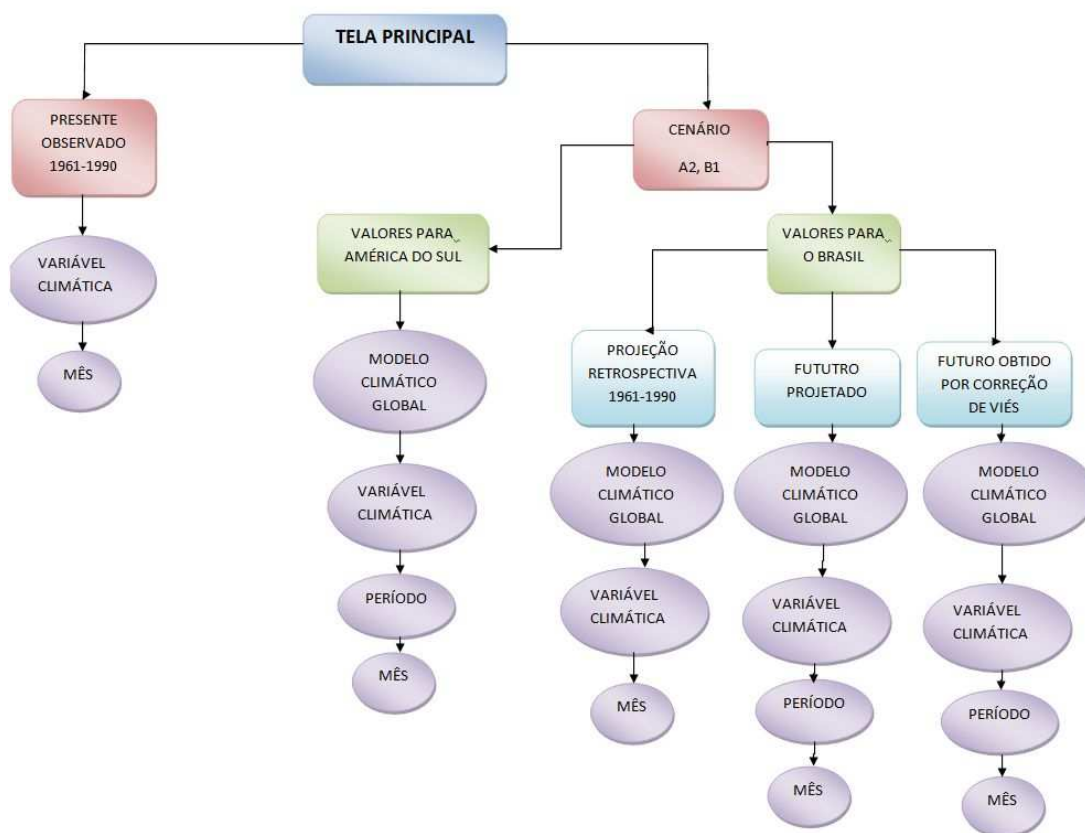 TELA PRINCIPAL
PRESENTE
OBSERVADO
1961-1990
CENÁRIO
A2, B1
VARIÁVEL
CLIMÁTICA
MÊS
VALORES PARA
AMÉRICA DO SUL
VALORES PARA
O BRASIL
MODELO
CLIMÁTICO
GLOBAL
VARIÁVEL
CLIMÁTICA
PERÍODO
MÊS
PROJEÇÃO
RETROSPECTIVA
1961-1990
MODELO
CLIMÁTICO
GLOBAL
VARIÁVEL
CLIMÁTICA
MÊS
FUTUTRO
PROJETADO
MODELO
CLIMÁTICO
GLOBAL
VARIÁVEL
CLIMÁTICA
PERÍODO
MÊS
FUTURO OBTIDO
POR CORREÇÃO
DE VIÉS
MODELO
CLIMÁTICO
GLOBAL
VARIÁVEL
CLIMÁTICA
PERÍODO
MÊS